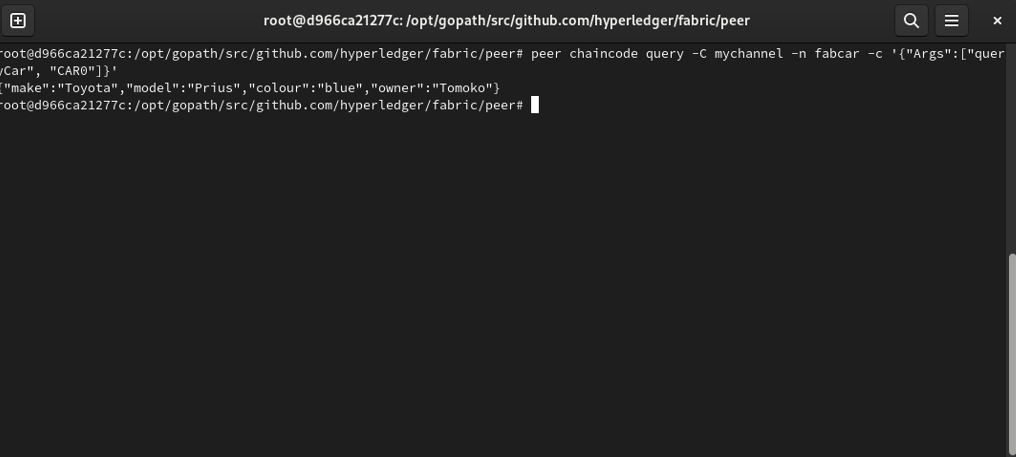 root@d966ca21277c: /opt/gopath/src/github.com/hyperledger/fabric/peer
root@d966ca21277c:/opt/gopath/src/github.com/hyperledger/fabric/peer# peer chaincode query -C mychannel -n fabcar -c '{"Args":["quer
yCar", "CAR0"]}'
{"make":"Toyota","model":"Prius","colour":"blue","owner":"Tomoko"}
root@d966ca21277c:/opt/gopath/src/github.com/hyperledger/fabric/peer#